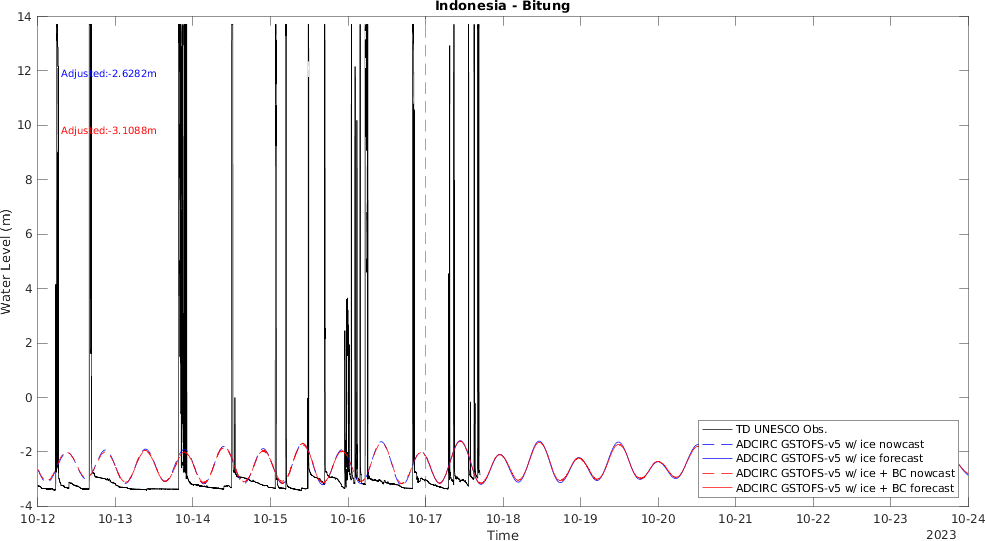 Indonesia - Bitung
14
12
10
8
6
4
2
0
-2
-4
Water Level (m)
Adjusted:-2.6282m
Adjusted:-3.1088m
TD UNESCO Obs.
ADCIRC GSTOFS-v5 w/ ice nowcast
ADCIRC GSTOFS-v5 w/ ice forecast
ADCIRC GSTOFS-v5 w/ ice + BC nowcast
ADCIRC GSTOFS-v5 w/ ice + BC forecast
10-12 10-13 10-14 10-15 10-16 10-17 10-18 10-19 10-20 10-21 10-22 10-23 10-24
Time
2023